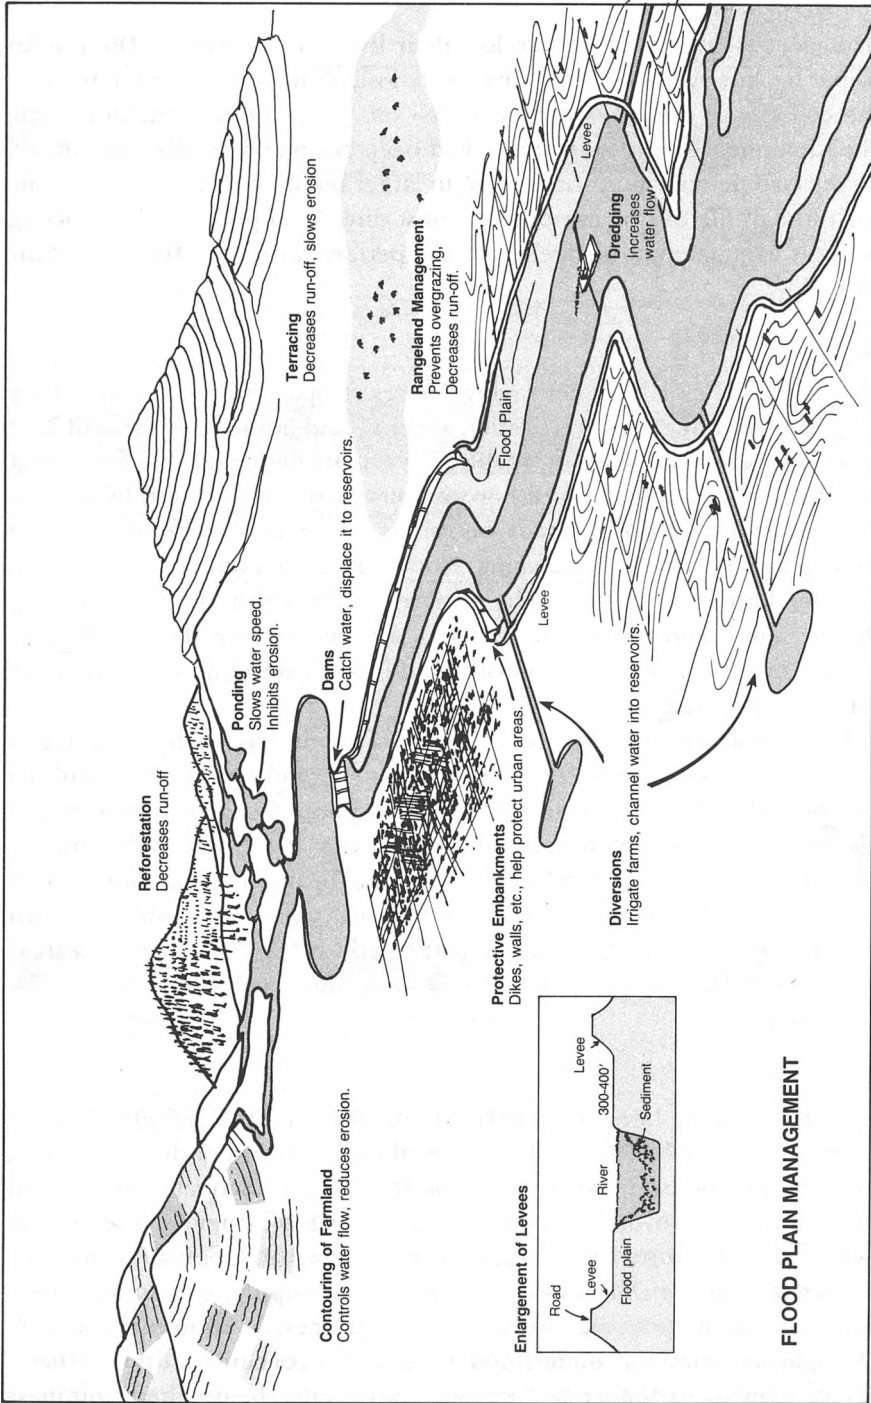 Reforestation
Decreases run-off
Ponding
Slows water speed.
Inhibits erosion.
Terracing
Decreases run-off, slows erosion
Contouring of Farmland
Controls water flow, reduces erosion.
Dams
Catch water, displace it to reservoirs.
Rangeland Management
Prevents overgrazing,
Decreases run-off.
Flood Plain
Levee
Protective Embankments
Dikes, walls, etc., help protect urban areas.
Levee
Dredging
Increases
water flow
Diversions
Irrigate farms, channel water into reservoirs.
Enlargement of Levees
Road
Levee
Flood plain
River
300-400′
Sediment
Levee
FLOOD PLAIN MANAGEMENT